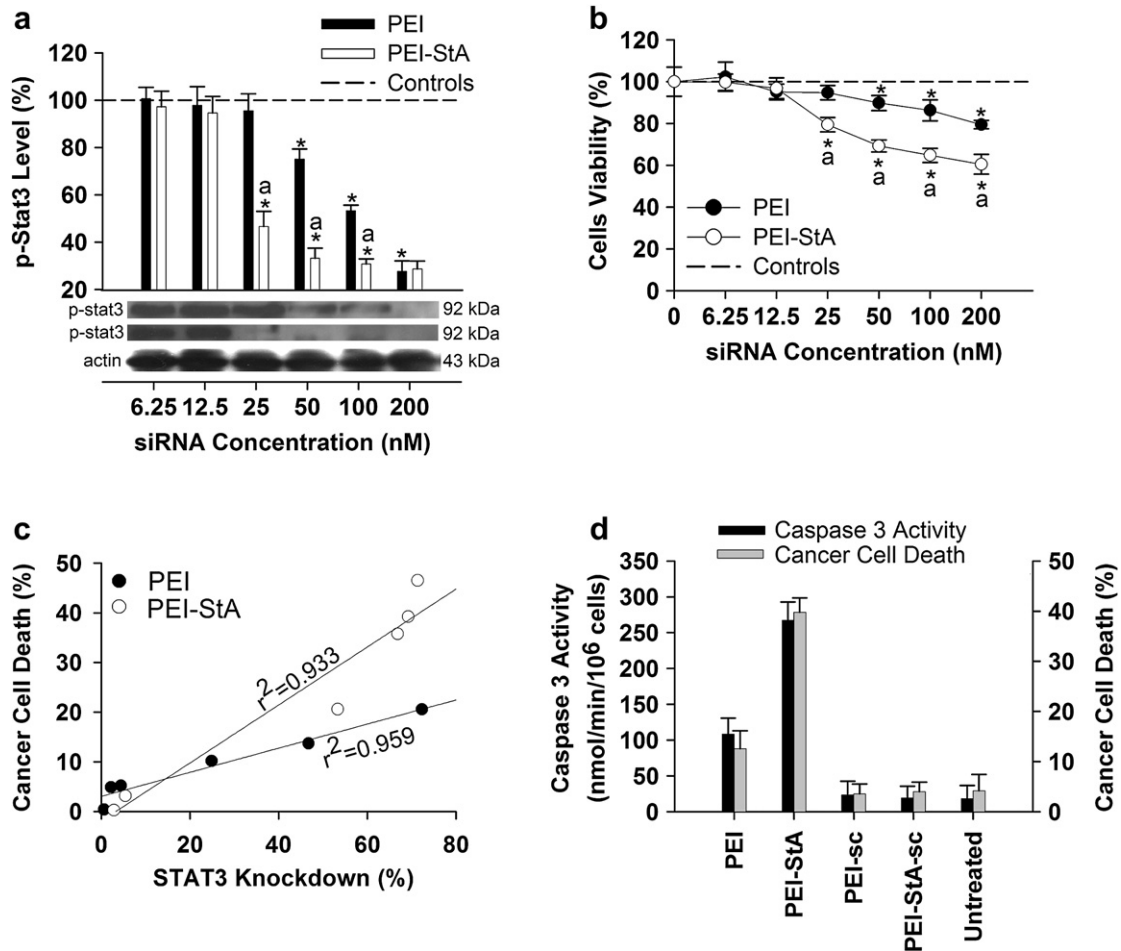 a
PEI
PEI-StA
Controls
p-Stat3 Level (%)
120
100
80
60
40
20
a
*
*
a
*
*
a
*
*
p-stat3
92 kDa
p-stat3
92 kDa
actin
43 kDa
6.25 12.5 25 50 100 200
siRNA Concentration (nM)
b
Cells Viability (%)
120
100
80
60
40
20
0
* * *
*
a
*
a
*
a
*
a
PEI
PEI-StA
Controls
0 6.25 12.5 25 50 100 200
siRNA Concentration (nM)
c
Cancer Cell Death (%)
50
40
30
20
10
0
PEI
PEI-StA
r2=0.933
r2=0.959
0 20 40 60 80
STAT3 Knockdown (%)
d
Caspase 3 Activity
Cancer Cell Death
Caspase 3 Activity
(nmol/min/10^6 cells)
350
300
250
200
150
100
50
0
50
40
30
20
10
0
Cancer Cell Death (%)
PEI
PEI-StA
PEI-sc
PEI-StA-sc
Untreated